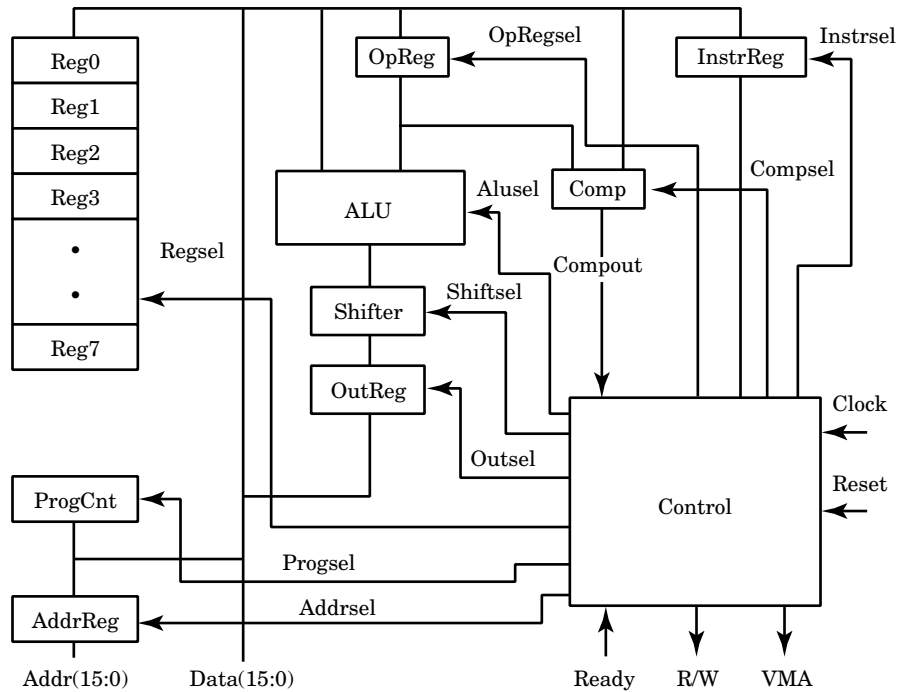 OpRegsel
Instrsel
Reg0
OpReg
InstrReg
Reg1
Reg2
Reg3
Alusel
Comp
Compsel
ALU
Regsel
Compout
Shiftsel
Shifter
Reg7
OutReg
Clock
Outsel
Reset
ProgCnt
Control
Progsel
Addrsel
AddrReg
Addr(15:0)
Data(15:0)
Ready
R/W
VMA